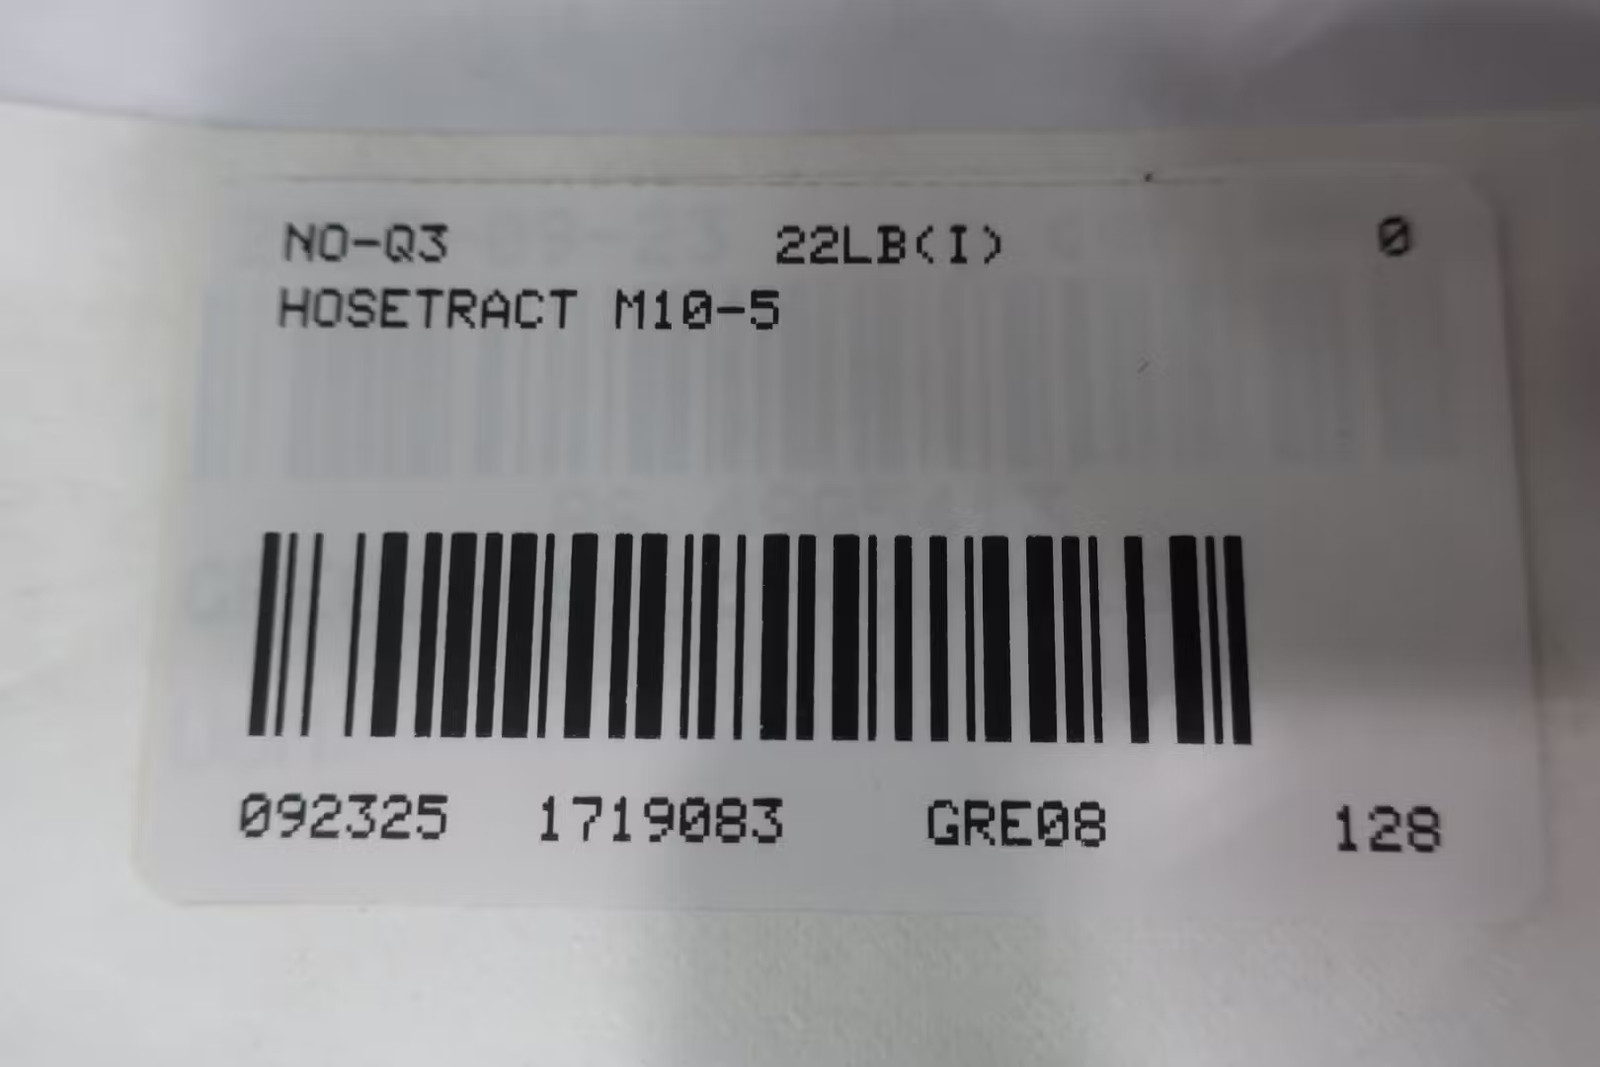 NO-Q3 22LB(I) 0
HOSETRACT M10-5
092325 1719083 GRE08 128